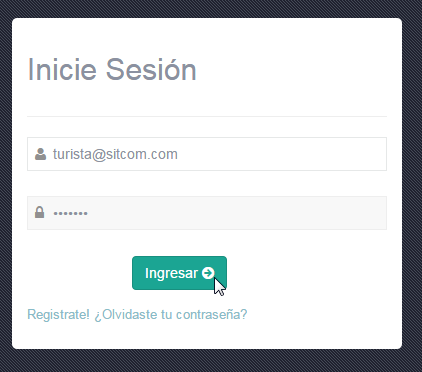 Inicie Sesión
turista@sitcom.com
•••••••
Ingresar
Registrate! ¿Olvidaste tu contraseña?